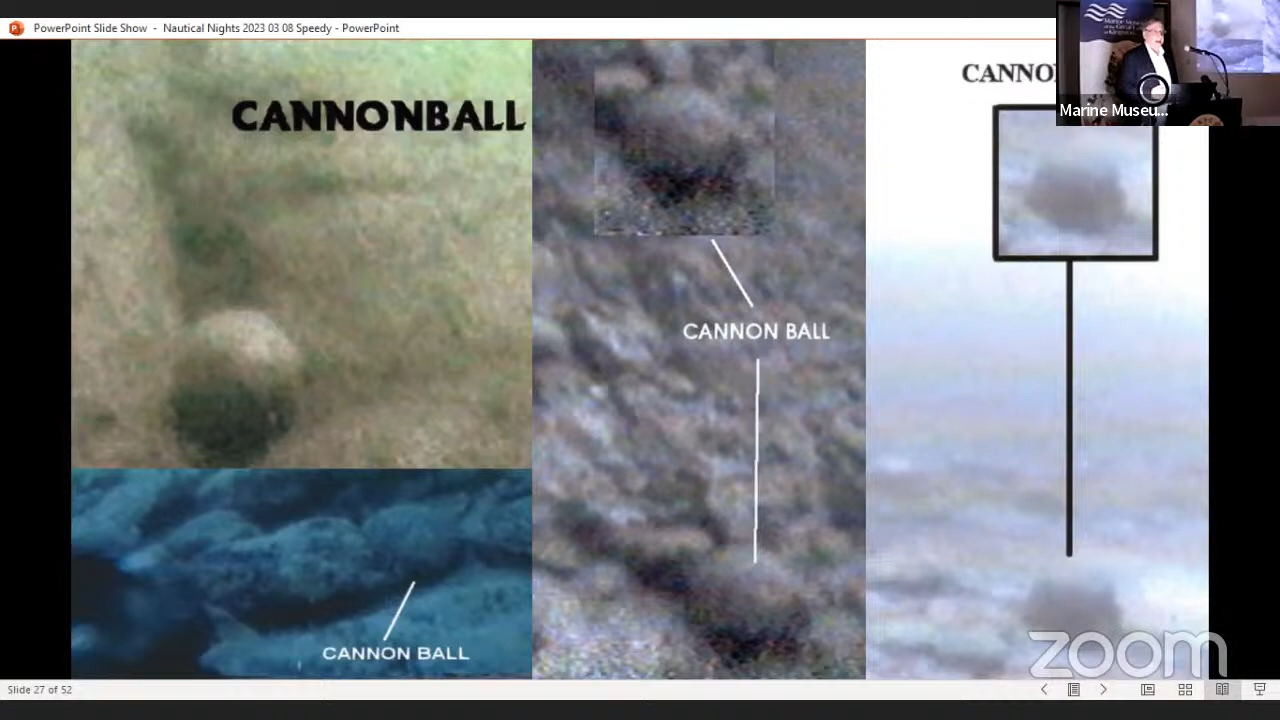 PowerPoint Slide Show - Nautical Nights 2023 03 08 Speedy - PowerPoint
Marine Museu...
CANNONBALL
CANNON BALL
CANNON BALL
CANNO
zoom
Slide 27 of 52